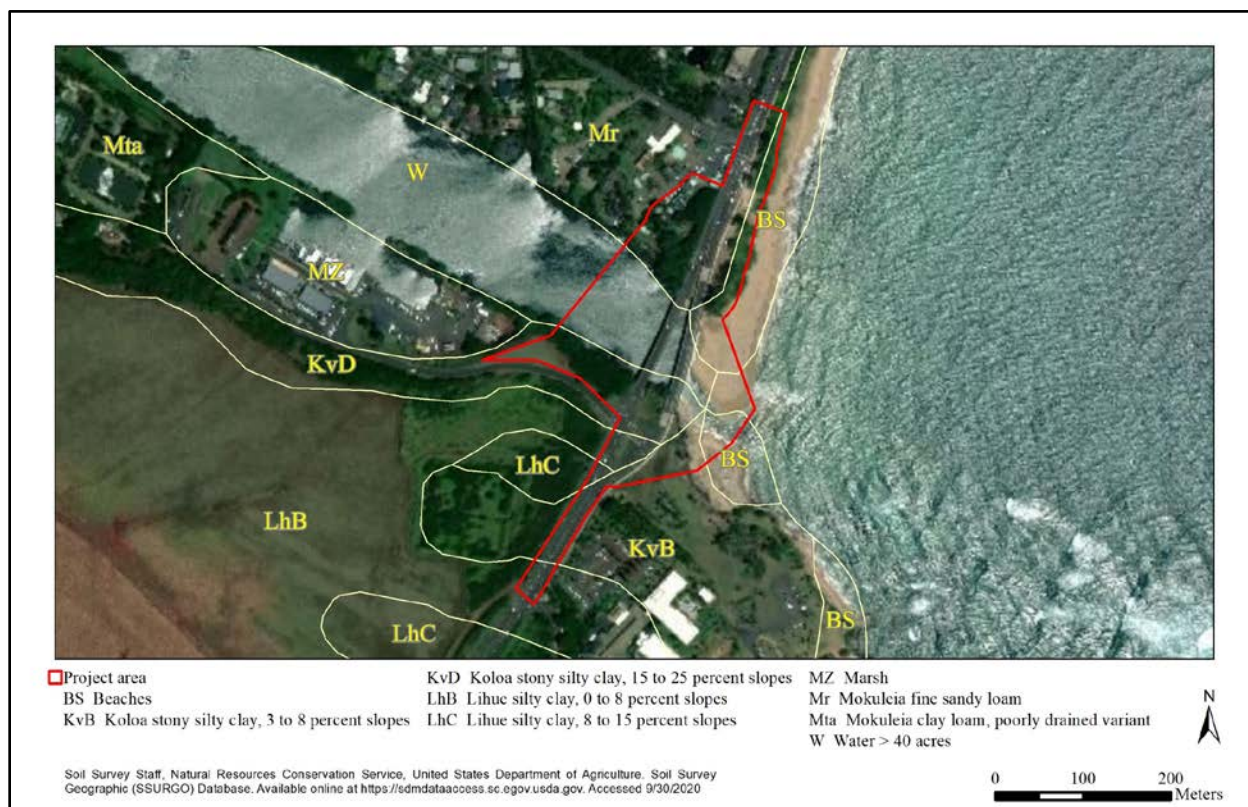 Mr
Mta
W
BS
MZ
KvD
LhC
BS
LhB
KvB
BS
LhC
Project area
BS Beaches
KvB Koloa stony silty clay, 3 to 8 percent slopes
KvD Koloa stony silty clay, 15 to 25 percent slopes
LhB Lihue silty clay, 0 to 8 percent slopes
LhC Lihue silty clay, 8 to 15 percent slopes
MZ Marsh
Mr Mokuleia fine sandy loam
Mta Mokuleia clay loam, poorly drained variant
W Water > 40 acres
N
Soil Survey Staff, Natural Resources Conservation Service, United States Department of Agriculture. Soil Survey
Geographic (SSURGO) Database. Available online at https://sdmdataaccess.sc.egov.usda.gov. Accessed 9/30/2020
0 100 200
Meters